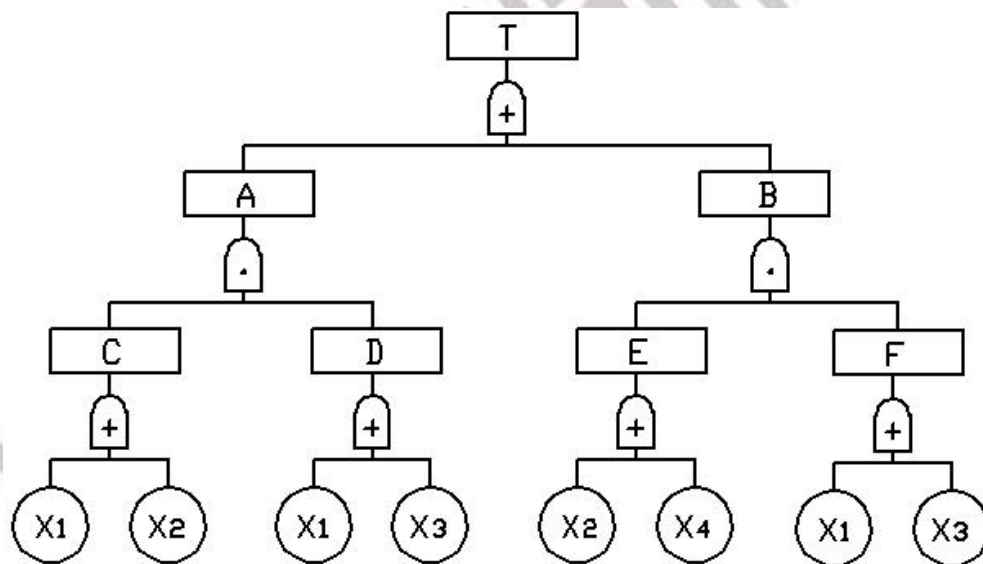 T
+
A B
. .
C D E F
+ + + +
X1 X2 X1 X3 X2 X4 X1 X3